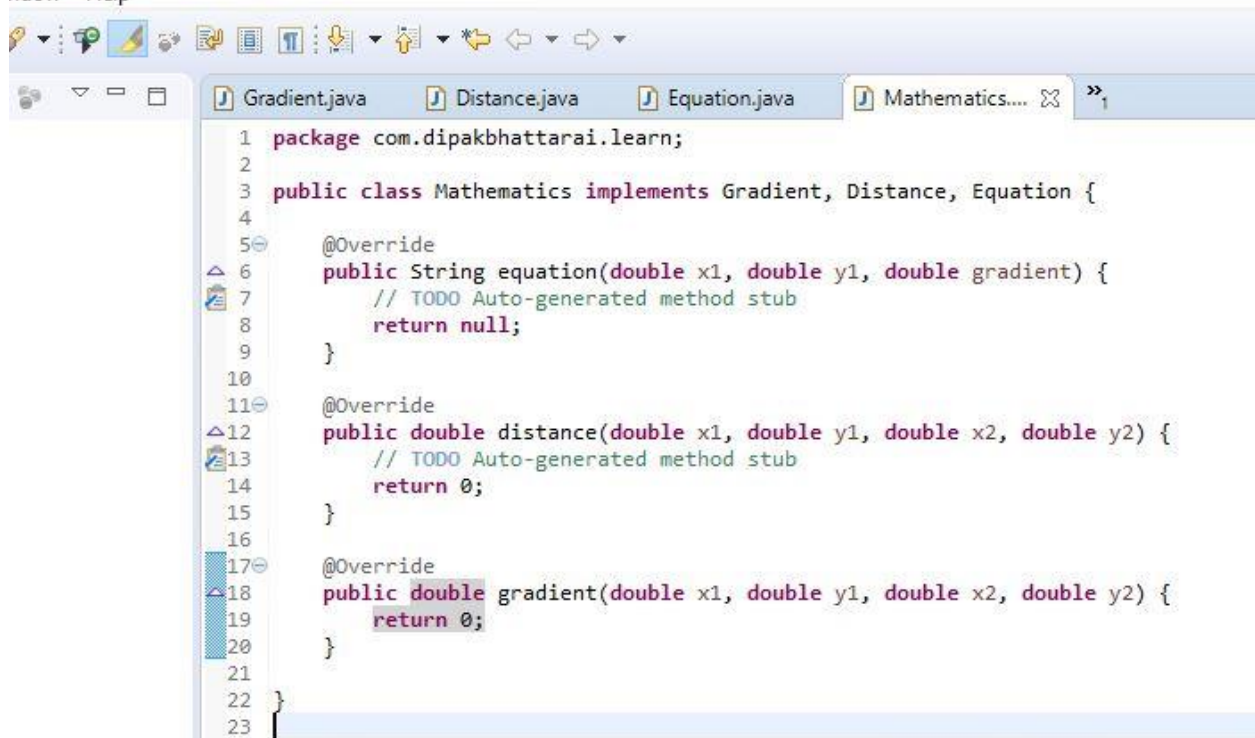 Gradient.java Distance.java Equation.java Mathematics.... »1
1 package com.dipakbhattarai.learn;
2
3 public class Mathematics implements Gradient, Distance, Equation {
4
5 @Override
6 public String equation(double x1, double y1, double gradient) {
7 // TODO Auto-generated method stub
8 return null;
9 }
10
11 @Override
12 public double distance(double x1, double y1, double x2, double y2) {
13 // TODO Auto-generated method stub
14 return 0;
15 }
16
17 @Override
18 public double gradient(double x1, double y1, double x2, double y2) {
19 return 0;
20 }
21
22 }
23